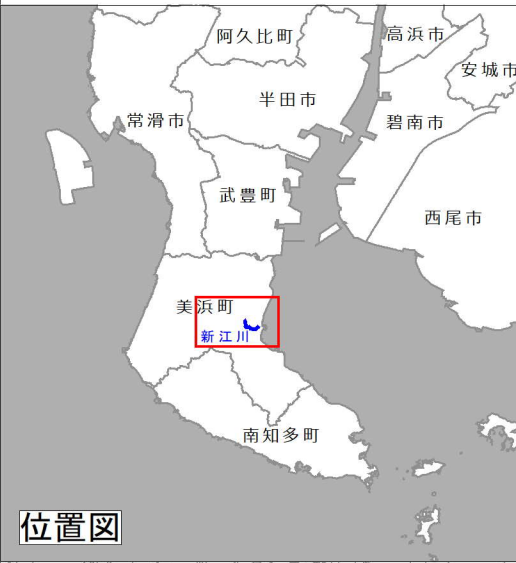 阿久比町
高浜市
安城市
半田市
常滑市
碧南市
武豊町
西尾市
美浜町
新江川
南知多町
位置図